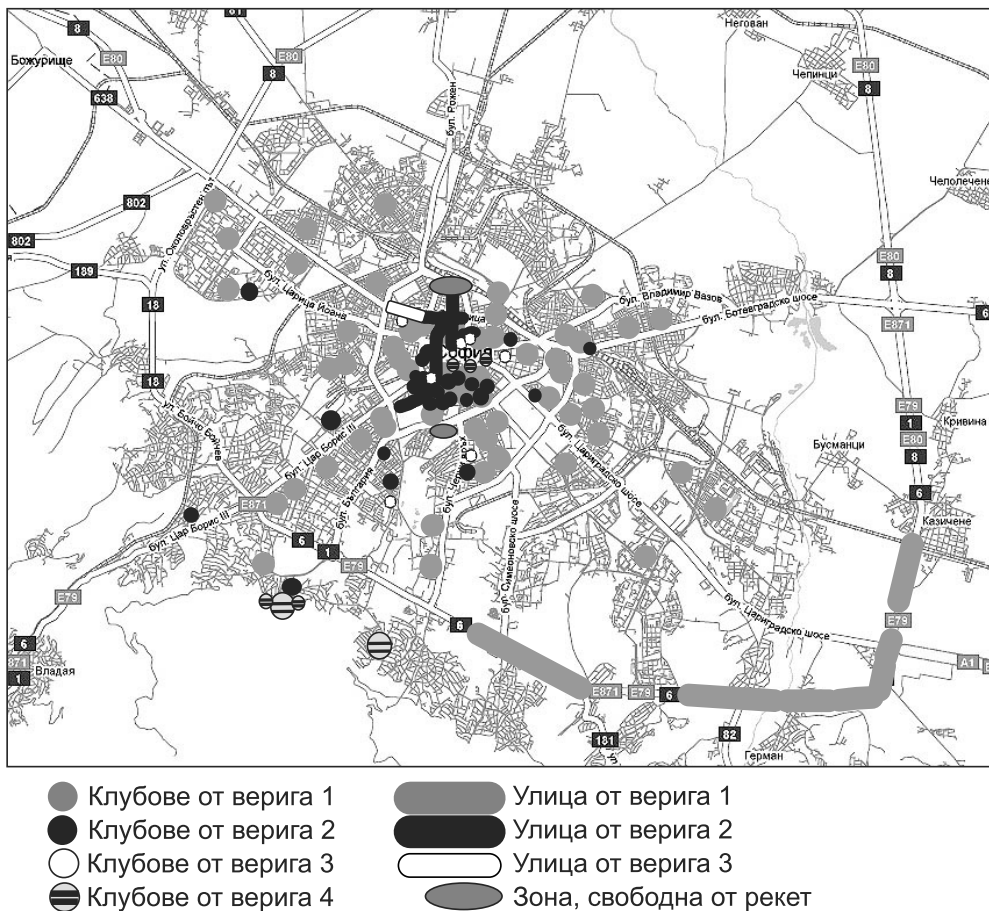 81
Негован
8
E80
Божурище
E80
E80
8
Чепинци
8
638
бул. Рожен
802
Челопечене
802
ул. Околовръстен път
E80
189
8
18
бул. Царица Йоана
бул. Владимир Вазов
бул. Ботевградско шосе
6
E871
София
18
ул. Бойчо Бойчев
E79
1
Кривина
бул. Цар Борис III
E80
Бусманци
8
бул. България
бул. Цариградско шосе
6
E871
Казичене
бул. Цар Борис III
бул. Симеоновско шосе
6
1
E79
E79
бул. Цариградско шосе
6
E79
6
A1
871
Владая
1
E871
E79
6
181
82
Герман
Клубове от верига 1
Улица от верига 1
Клубове от верига 2
Улица от верига 2
Клубове от верига 3
Улица от верига 3
Клубове от верига 4
Зона, свободна от рекет